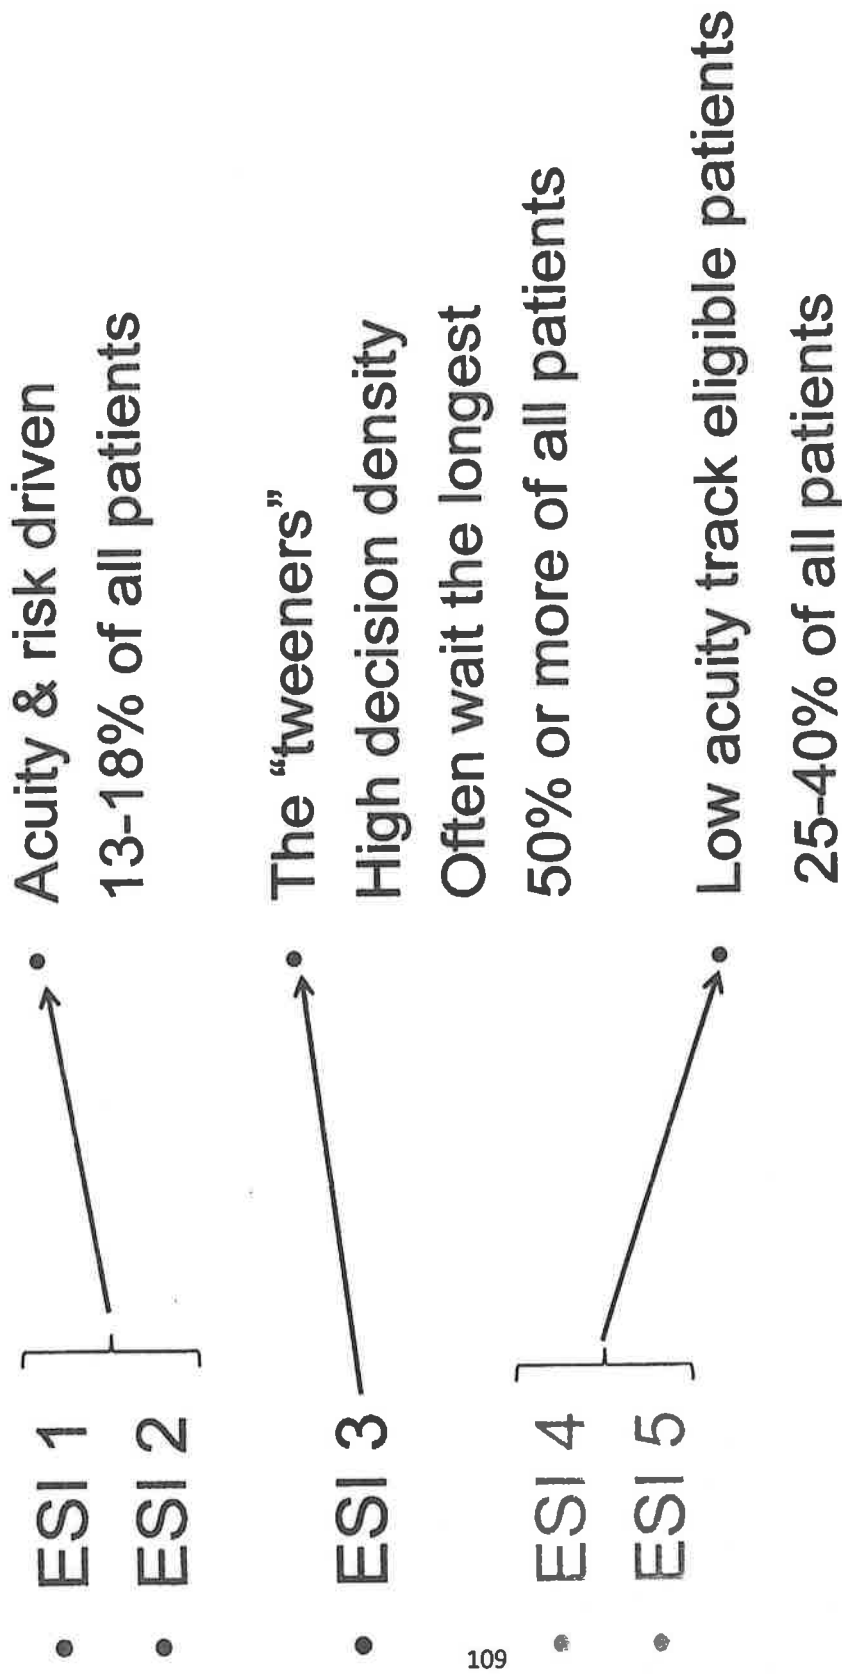 • ESI 1
• ESI 2
• ESI 3
• ESI 4
• ESI 5
• Acuity & risk driven
13-18% of all patients
• The “tweeners”
High decision density
Often wait the longest
50% or more of all patients
• Low acuity track eligible patients
25-40% of all patients
109